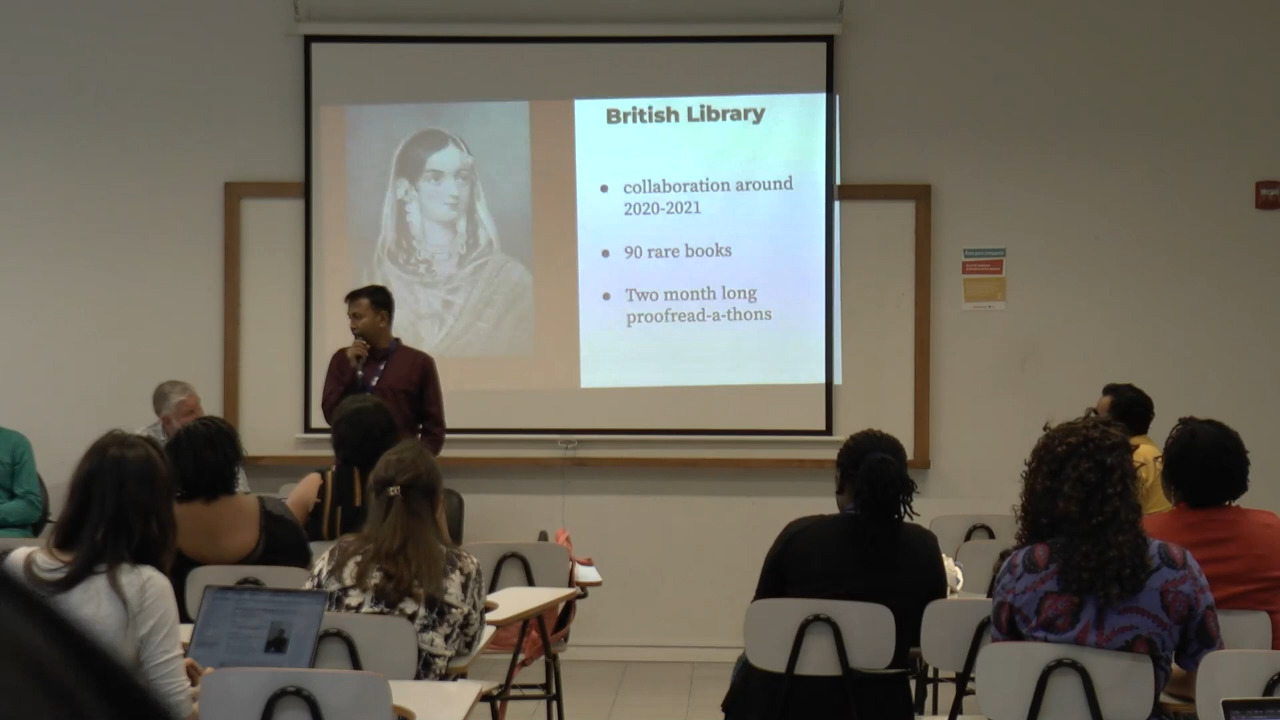 British Library
• collaboration around
2020-2021
• 90 rare books
• Two month long
proofread-a-thons